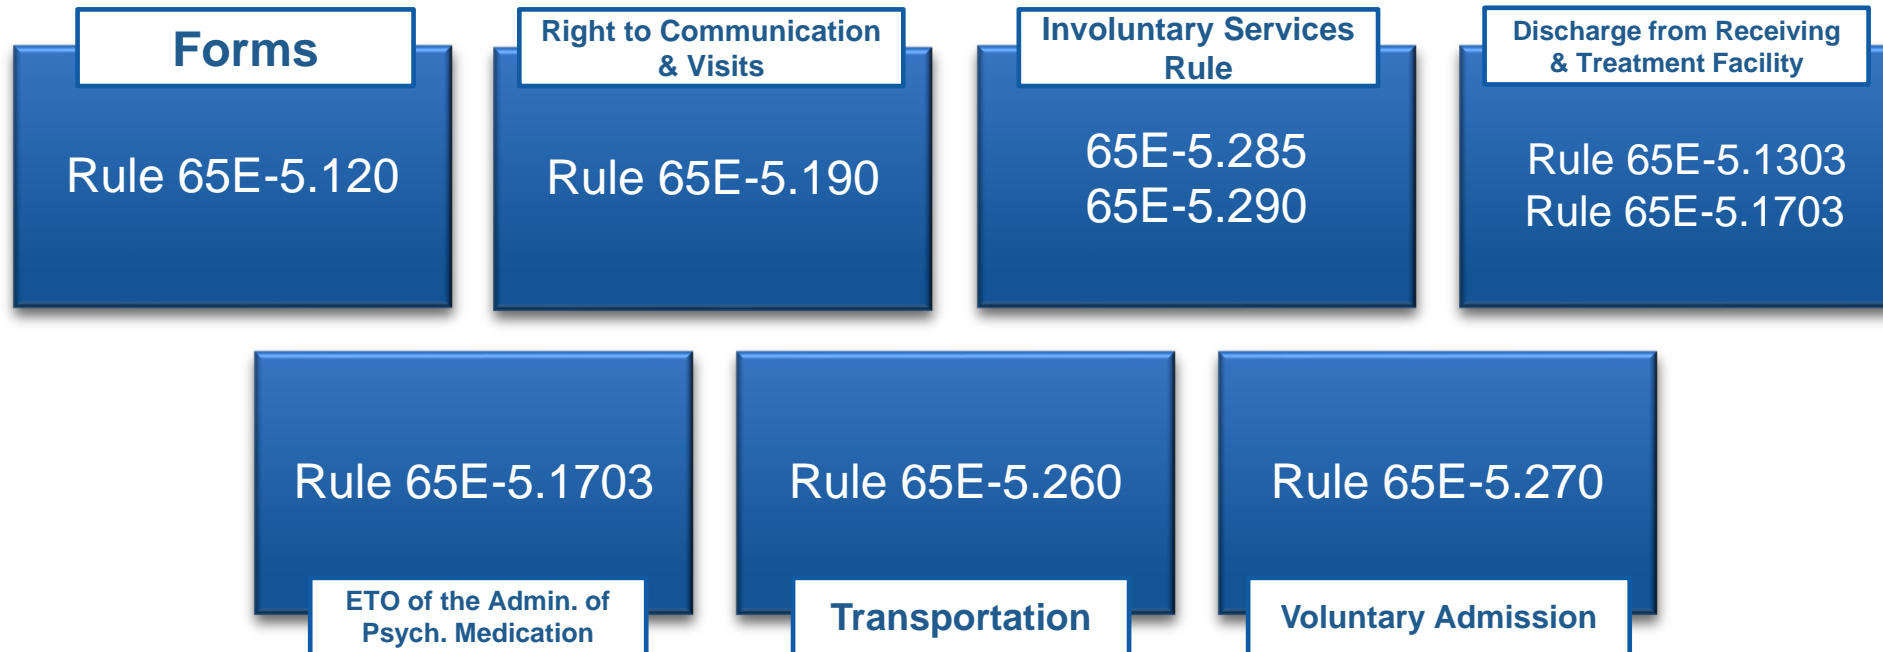 Forms
Rule 65E-5.120
Right to Communication
& Visits
Rule 65E-5.190
Involuntary Services
Rule
65E-5.285
65E-5.290
Discharge from Receiving
& Treatment Facility
Rule 65E-5.1303
Rule 65E-5.1703
Rule 65E-5.1703
ETO of the Admin. of
Psych. Medication
Rule 65E-5.260
Transportation
Rule 65E-5.270
Voluntary Admission